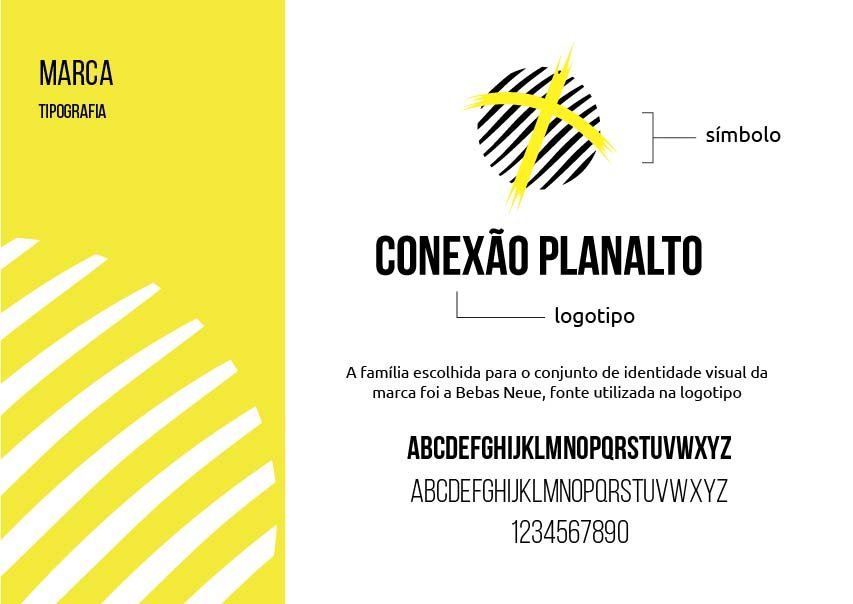 MARCA
TIPOGRAFIA
símbolo
CONEXÃO PLANALTO
logotipo
A família escolhida para o conjunto de identidade visual da
marca foi a Bebas Neue, fonte utilizada na logotipo
ABCDEFGHIJKLMNOPQRSTUVWXYZ
ABCDEFGHIJKLMNOPQRSTUVWXYZ
1234567890